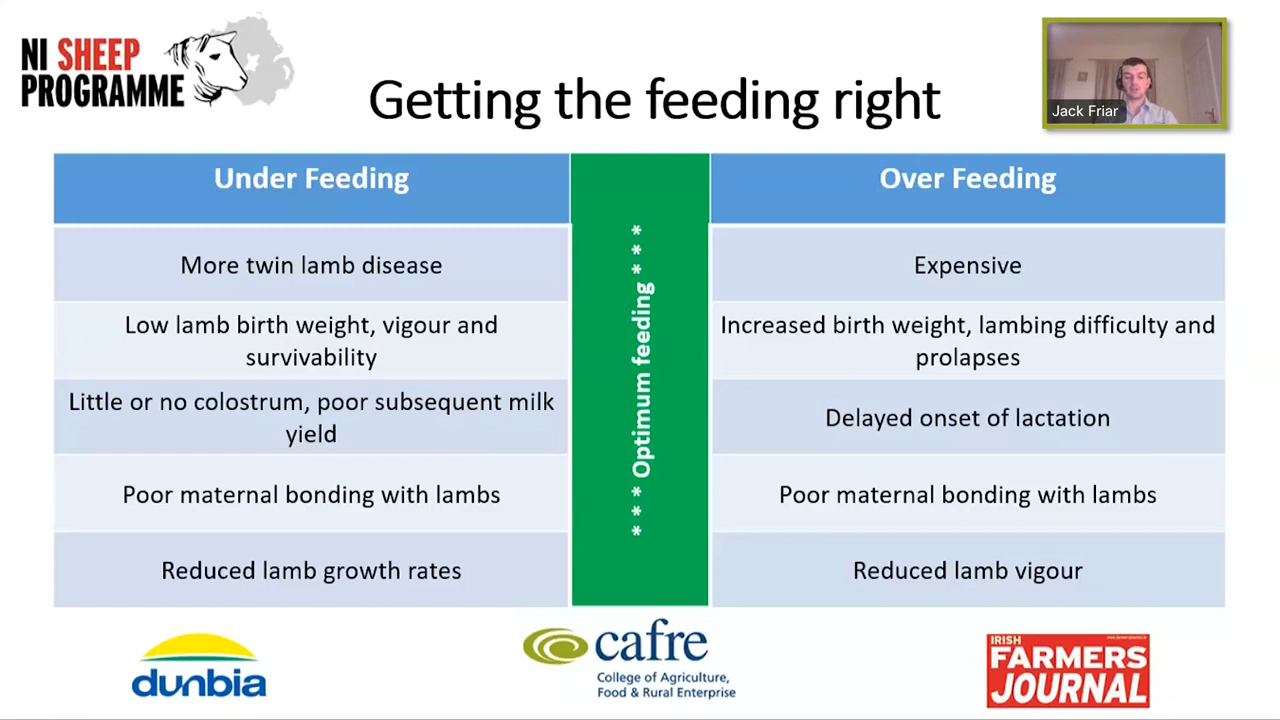 NI SHEEP
PROGRAMME
Getting the feeding right
Jack Friar
Under Feeding
Over Feeding
More twin lamb disease
Expensive
Low lamb birth weight, vigour and
survivability
Increased birth weight, lambing difficulty and
prolapses
Little or no colostrum, poor subsequent milk
yield
Delayed onset of lactation
Poor maternal bonding with lambs
Poor maternal bonding with lambs
Reduced lamb growth rates
Reduced lamb vigour
* * * * Optimum feeding * * * *
dunbia
cafre
College of Agriculture,
Food & Rural Enterprise
IRISH
FARMERS
JOURNAL